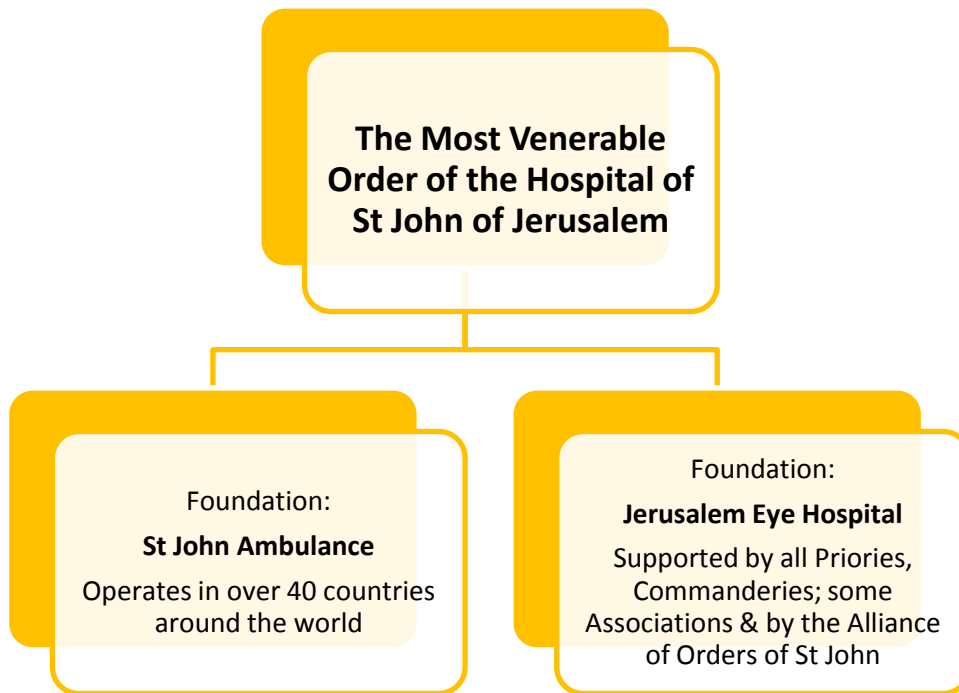 The Most Venerable
Order of the Hospital of
St John of Jerusalem
Foundation:
St John Ambulance
Operates in over 40 countries
around the world
Foundation:
Jerusalem Eye Hospital
Supported by all Priories,
Commanderies; some
Associations & by the Alliance
of Orders of St John